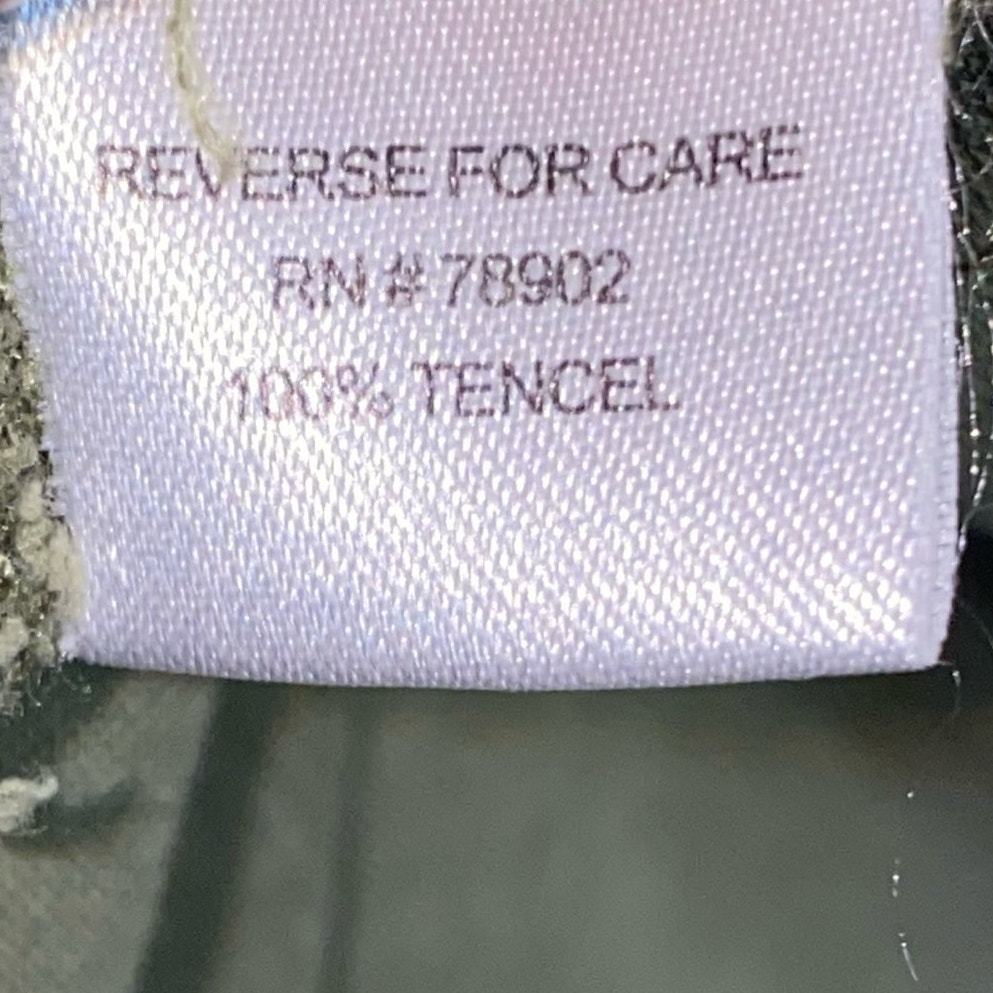 REVERSE FOR CARE
RN # 78902
100% TENCEL